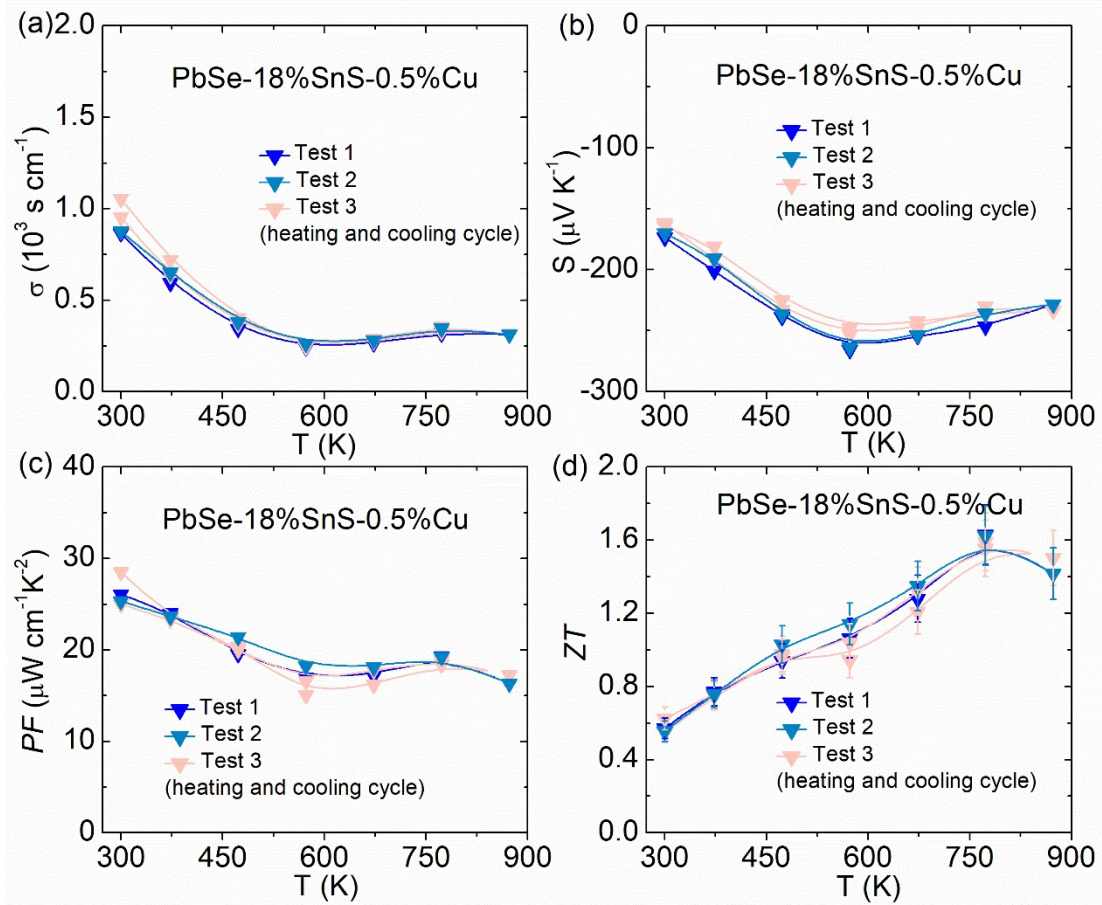 (a)
2.0
1.5
1.0
0.5
0.0
σ (10³ s cm⁻¹)
PbSe-18%SnS-0.5%Cu
Test 1
Test 2
Test 3
(heating and cooling cycle)
300 450 600 750 900
T (K)
(b)
0
-100
-200
-300
S (μV K⁻¹)
PbSe-18%SnS-0.5%Cu
Test 1
Test 2
Test 3
(heating and cooling cycle)
300 450 600 750 900
T (K)
(c)
40
30
20
10
0
PF (μW cm⁻¹K⁻²)
PbSe-18%SnS-0.5%Cu
Test 1
Test 2
Test 3
(heating and cooling cycle)
300 450 600 750 900
T (K)
(d)
2.0
1.6
1.2
0.8
0.4
0.0
ZT
PbSe-18%SnS-0.5%Cu
Test 1
Test 2
Test 3
(heating and cooling cycle)
300 450 600 750 900
T (K)